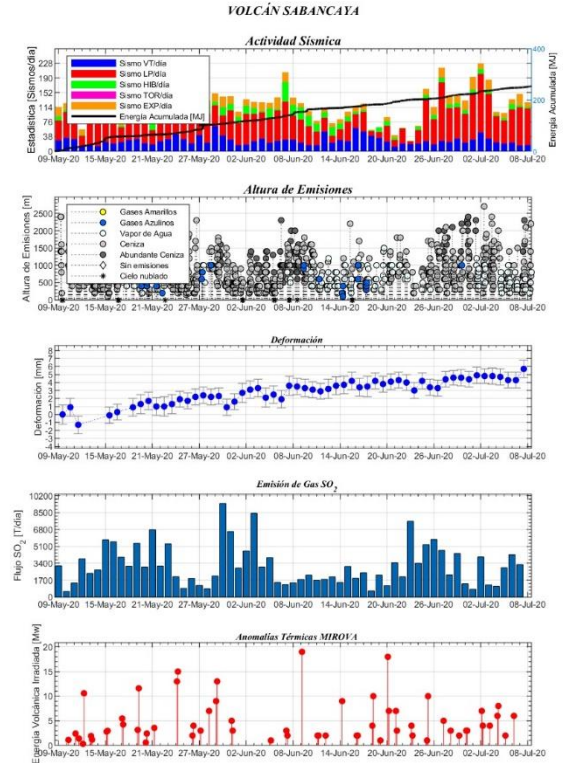 VOLCÁN SABANCAYA
Actividad Sísmica
Estadística [Sismos/día]
Energía Acumulada [MJ]
228
190
152
114
76
38
0
400
200
0
Sismo VT/día
Sismo LP/día
Sismo HIB/día
Sismo TOR/día
Sismo EXP/día
Energía Acumulada [MJ]
09-May-20 15-May-20 21-May-20 27-May-20 02-Jun-20 08-Jun-20 14-Jun-20 20-Jun-20 26-Jun-20 02-Jul-20 08-Jul-20
Altura de Emisiones
Altura de Emisiones [m]
2500
2000
1500
1000
500
0
Gases Amarillos
Gases Azulinos
Vapor de Agua
Ceniza
Abundante Ceniza
Sin emisiones
Cielo nublado
09-May-20 15-May-20 21-May-20 27-May-20 02-Jun-20 08-Jun-20 14-Jun-20 20-Jun-20 26-Jun-20 02-Jul-20 08-Jul-20
Deformación
Deformación [mm]
8
7
6
5
4
3
2
1
0
-1
-2
-3
-4
09-May-20 15-May-20 21-May-20 27-May-20 02-Jun-20 08-Jun-20 14-Jun-20 20-Jun-20 26-Jun-20 02-Jul-20 08-Jul-20
Emisión de Gas SO2
Flujo SO2 [T/día]
10200
8500
6800
5100
3400
1700
0
09-May-20 15-May-20 21-May-20 27-May-20 02-Jun-20 08-Jun-20 14-Jun-20 20-Jun-20 26-Jun-20 02-Jul-20 08-Jul-20
Anomalías Térmicas MIROVA
Energía Volcánica Irradiada [Mw]
20
15
10
5
0
09-May-20 15-May-20 21-May-20 27-May-20 02-Jun-20 08-Jun-20 14-Jun-20 20-Jun-20 26-Jun-20 02-Jul-20 08-Jul-20